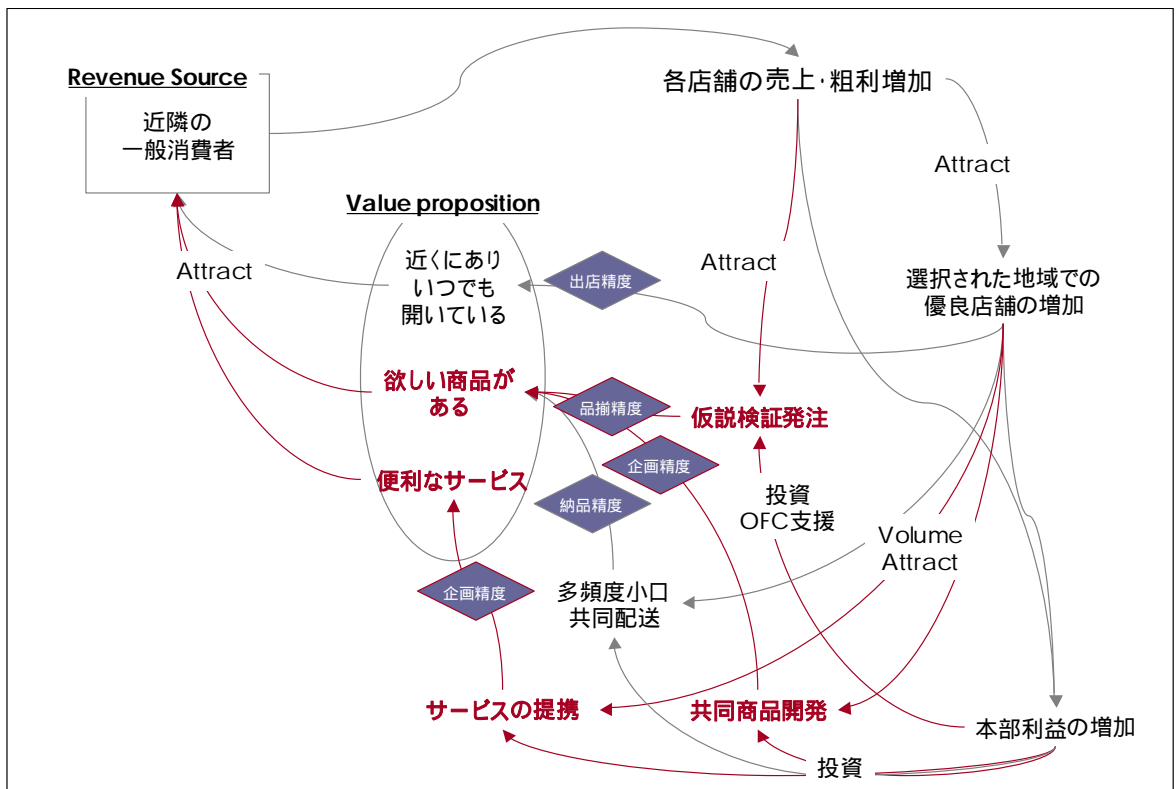 Revenue Source
近隣の
一般消費者
各店舗の売上・粗利増加
Attract
Value proposition
近くにあり
いつでも
開いている
Attract
出店精度
Attract
選択された地域での
優良店舗の増加
欲しい商品が
ある
品揃精度
仮説検証発注
企画精度
便利なサービス
納品精度
投資
OFC支援
Volume
Attract
企画精度
多頻度小口
共同配送
サービスの提携
共同商品開発
本部利益の増加
投資